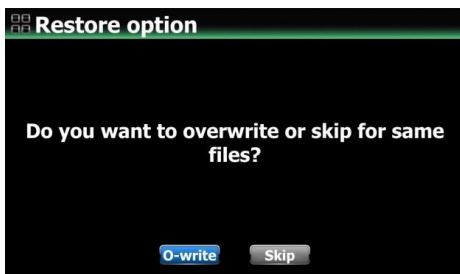 Restore option
Do you want to overwrite or skip for same
files?
O-write Skip